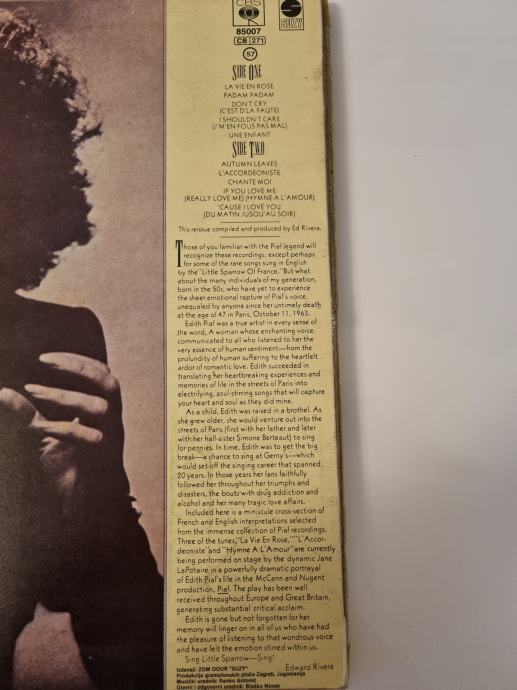 CBS
SUZY
85007
CB 271
57
SIDE ONE
LA VIE EN ROSE
PADAM PADAM
DON'T CRY
(C'EST D'LA FAUTE)
I SHOULDN'T CARE
(J'M'EN FOUS PAS MAL)
UNE ENFANT
SIDE TWO
AUTUMN LEAVES
L'ACCORDEONISTE
CHANTE MOI
IF YOU LOVE ME
(REALLY LOVE ME) (HYMNE A L'AMOUR)
'CAUSE I LOVE YOU
(DU MATIN JUSQU'AU SOIR)
This reissue compiled and produced by Ed Rivera.
Those of you familiar with the Piaf legend will
recognize these recordings, except perhaps
for some of the rare songs sung in English
by the "Little Sparrow Of France." But what
about the many individuals of my generation,
born in the 50s, who have yet to experience
the sheer emotional rapture of Piaf's voice,
unequaled by anyone since her untimely death
at the age of 47 in Paris, October 11, 1963.
Edith Piaf was a true artist in every sense of
the word. A woman whose enchanting voice
communicated to all who listened to her the
very essence of human sentiment—from the
profundity of human suffering to the heartfelt
ardor of romantic love. Edith succeeded in
translating her heartbreaking experiences and
memories of life in the streets of Paris into
electrifying, soul-stirring songs that will capture
your heart and soul as they did mine.
As a child, Edith was raised in a brothel. As
she grew older, she would venture out into the
streets of Paris (first with her father and later
with her half-sister Simone Berteaut) to sing
for pennies. In time, Edith was to get the big
break—a chance to sing at Gerny's—which
would set off the singing career that spanned
20 years. In those years her fans faithfully
followed her throughout her triumphs and
disasters, the bouts with drug addiction and
alcohol and her many tragic love affairs.
Included here is a miniscule cross-section of
French and English interpretations selected
from the immense collection of Piaf recordings.
Three of the tunes, "La Vie En Rose," "L'Accor-
deoniste" and "Hymne A L'Amour" are currently
being performed on stage by the dynamic Jane
LaPotaire in a powerfully dramatic portrayal
of Edith Piaf's life in the McCann and Nugent
production, Piaf. The play has been well
received throughout Europe and Great Britain,
generating substantial critical acclaim.
Edith is gone but not forgotten for her
memory will linger on in all of us who have had
the pleasure of listening to that wondrous voice
and have felt the emotion stirred within us.
Sing Little Sparrow—Sing!
Edward Rivera
Izdavač: ZOM OOUR "SUZY"
Produkcija gramofonskih ploča Zagreb, Jugoslavija
Muzički urednik: Ranko Antonić
Glavni i odgovorni urednik: Blaško Novak